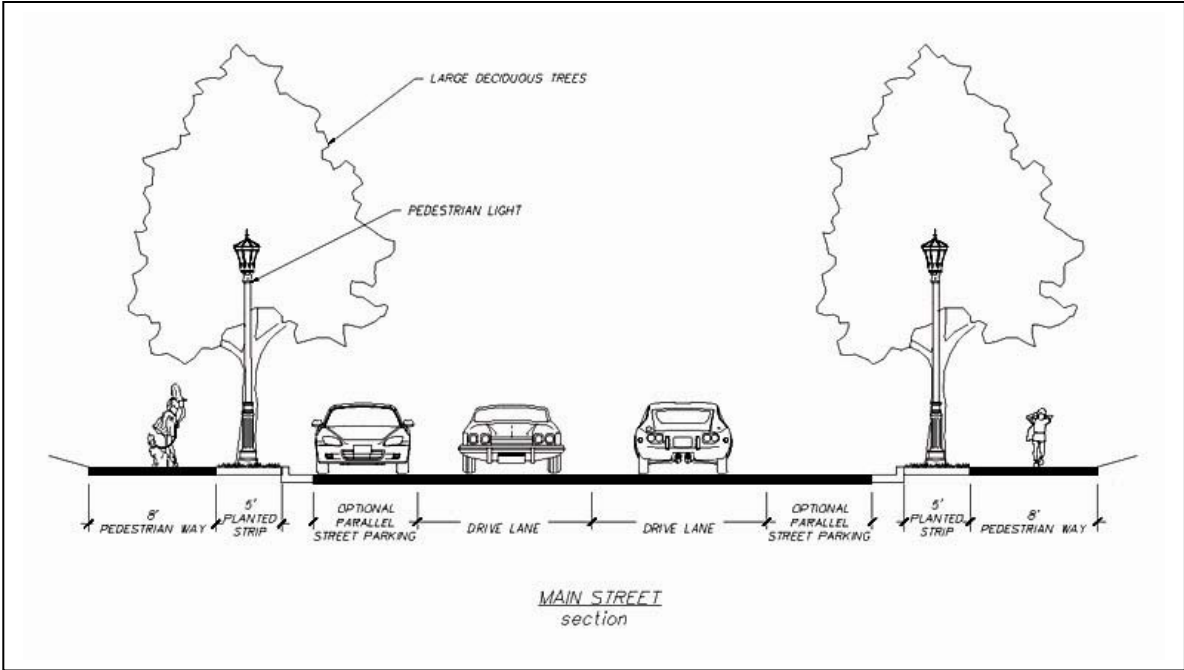 LARGE DECIDUOUS TREES
PEDESTRIAN LIGHT
8'
PEDESTRIAN WAY
5'
PLANTED
STRIP
OPTIONAL
PARALLEL
STREET PARKING
DRIVE LANE
DRIVE LANE
OPTIONAL
PARALLEL
STREET PARKING
5'
PLANTED
STRIP
8'
PEDESTRIAN WAY
MAIN STREET
section